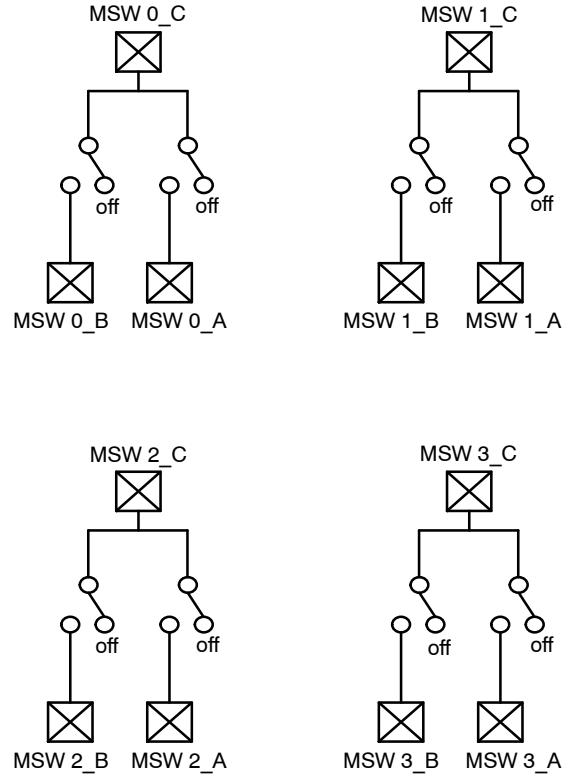 MSW 0_C
MSW 1_C
off
off
off
off
MSW 0_B
MSW 0_A
MSW 1_B
MSW 1_A
MSW 2_C
MSW 3_C
off
off
off
off
MSW 2_B
MSW 2_A
MSW 3_B
MSW 3_A